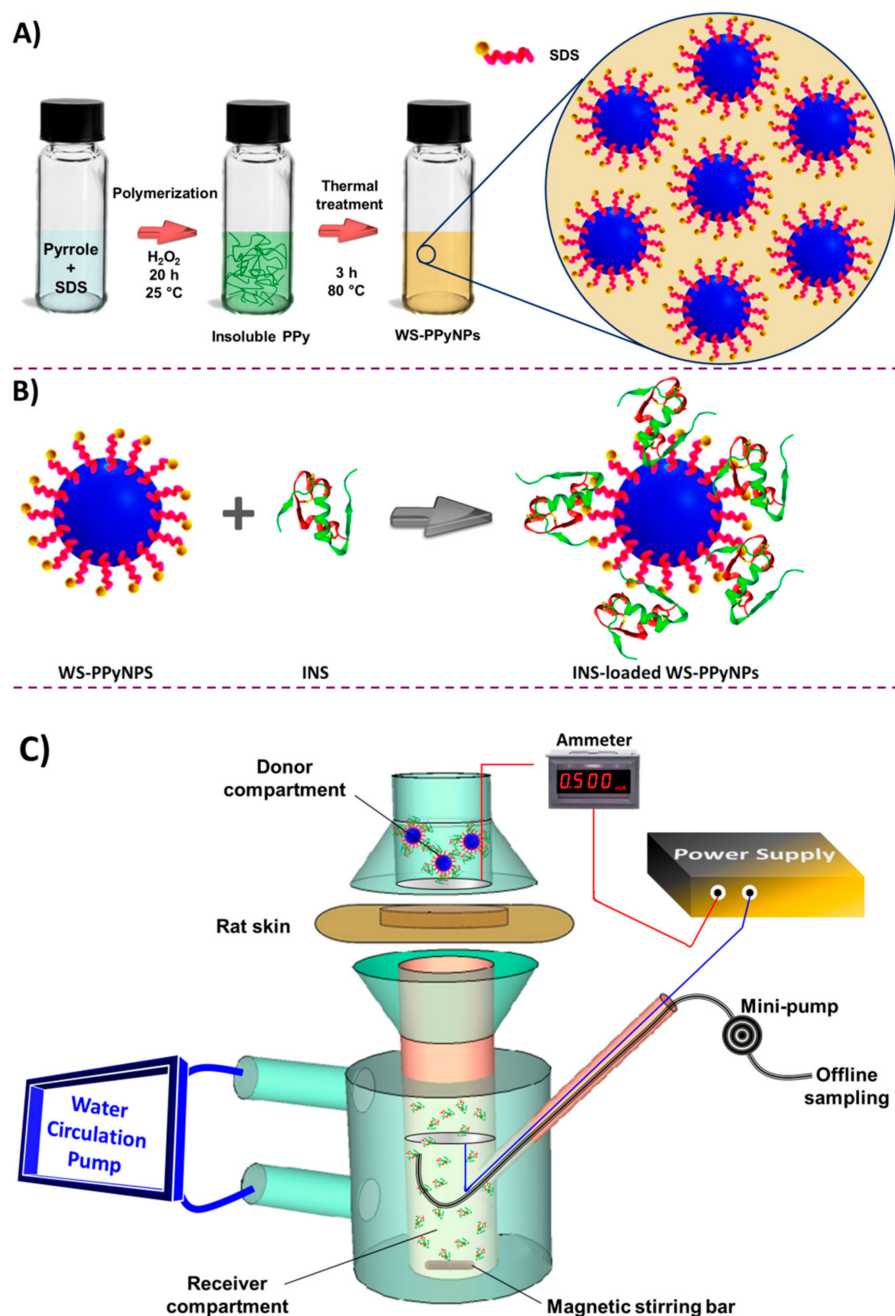 A)
SDS
Polymerization
Thermal
treatment
Pyrrole
+
SDS
H₂O₂
20 h
25 °C
3 h
80 °C
Insoluble PPy
WS-PPyNPs
B)
+
WS-PPyNPS
INS
INS-loaded WS-PPyNPs
C)
Donor
compartment
Ammeter
0.500 mA
Power Supply
Rat skin
Mini-pump
Offline
sampling
Water
Circulation
Pump
Receiver
compartment
Magnetic stirring bar